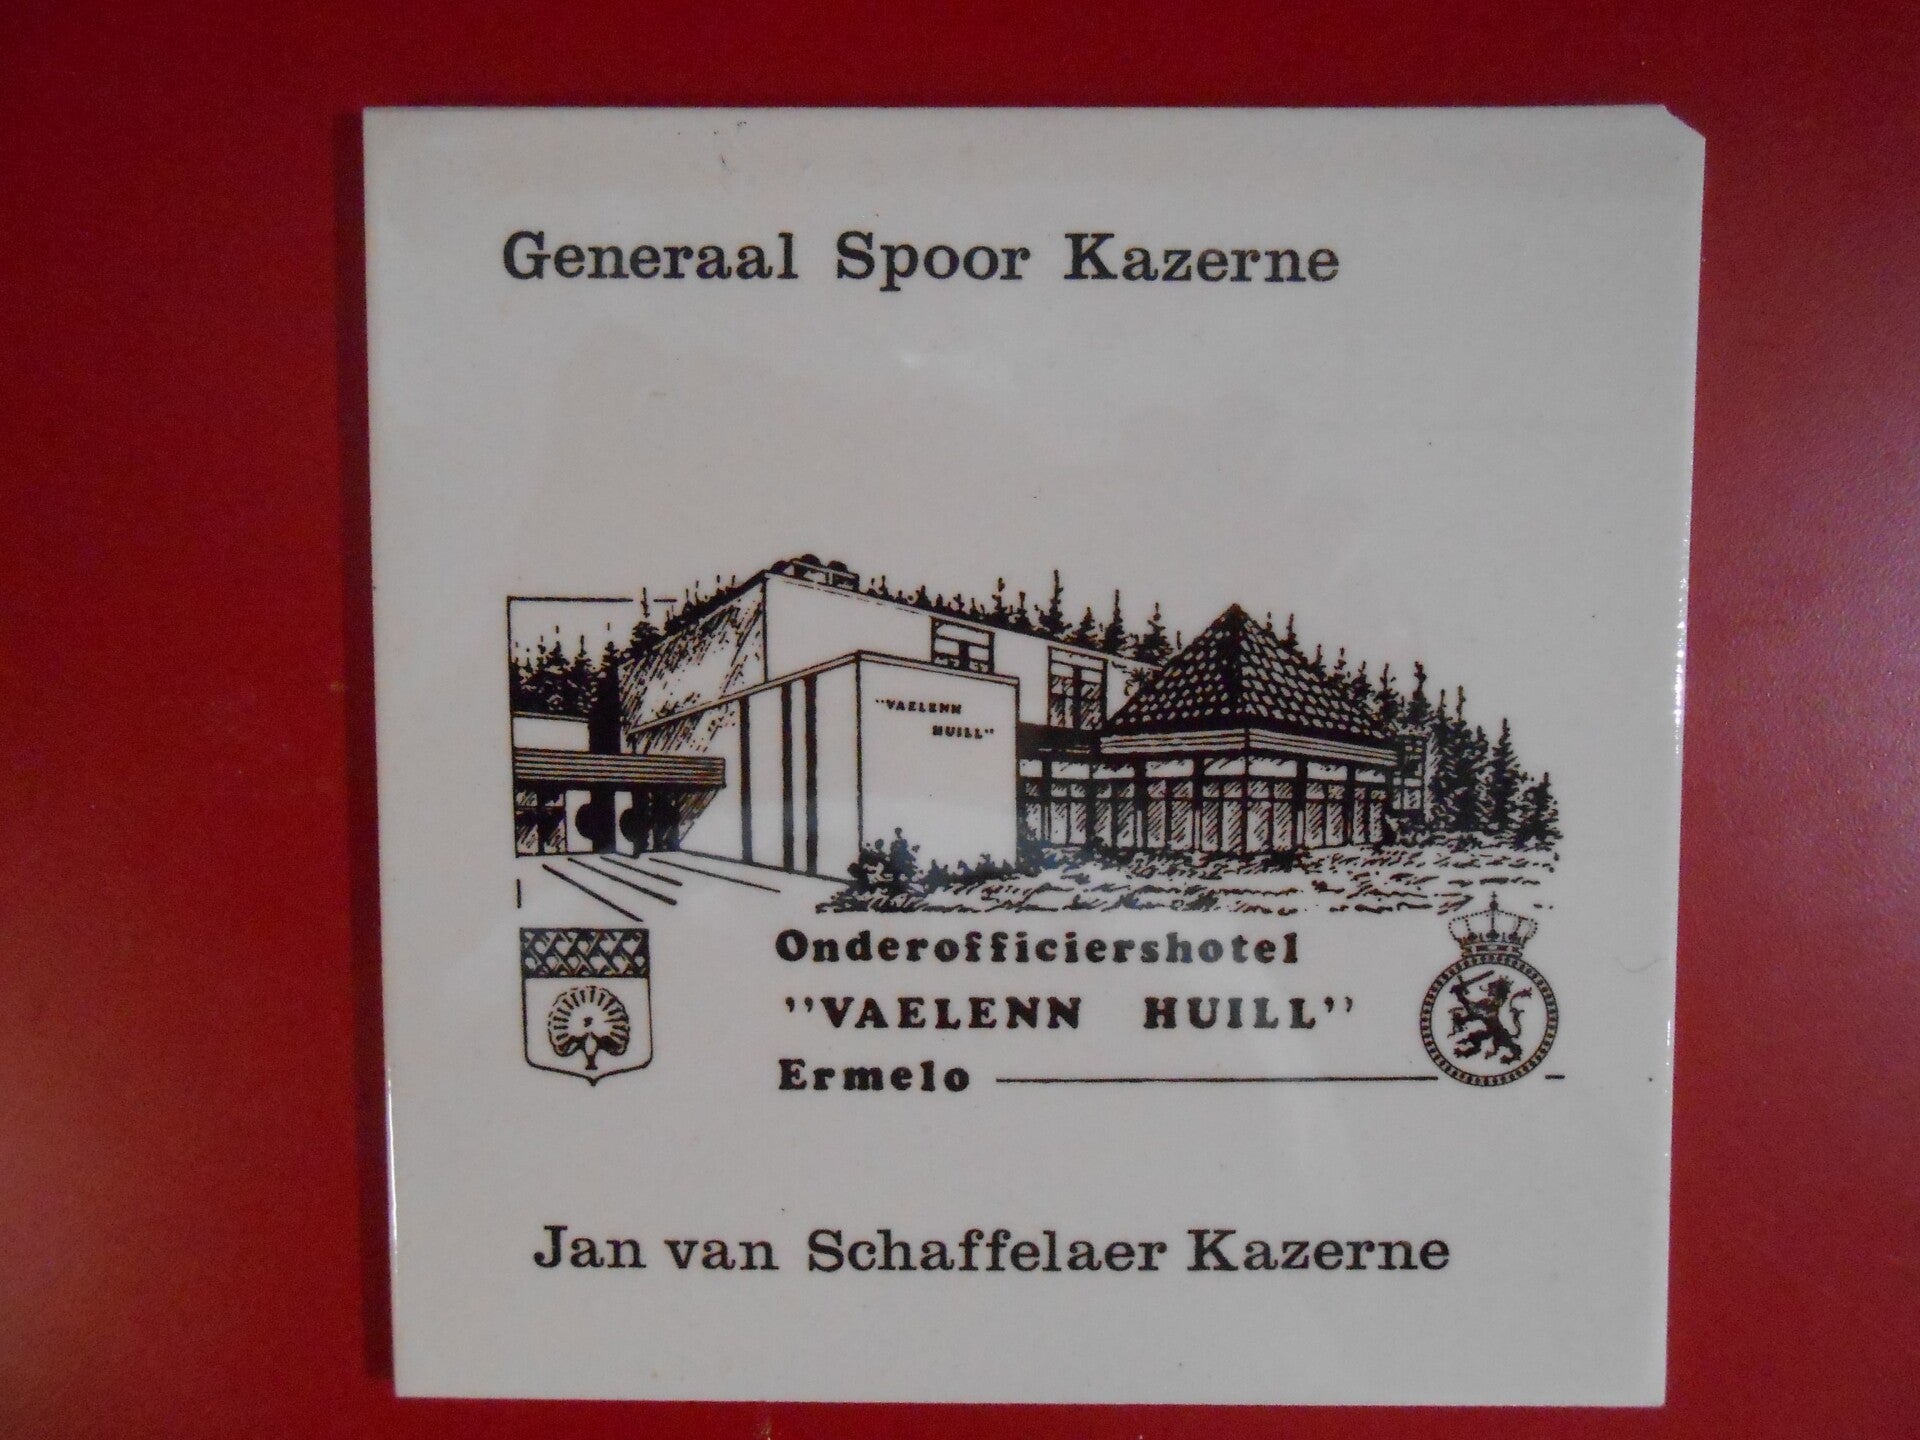 Generaal Spoor Kazerne
"VAELENN
HUILL"
Onderofficiershotel
"VAELENN HUILL"
Ermelo
Jan van Schaffelaer Kazerne